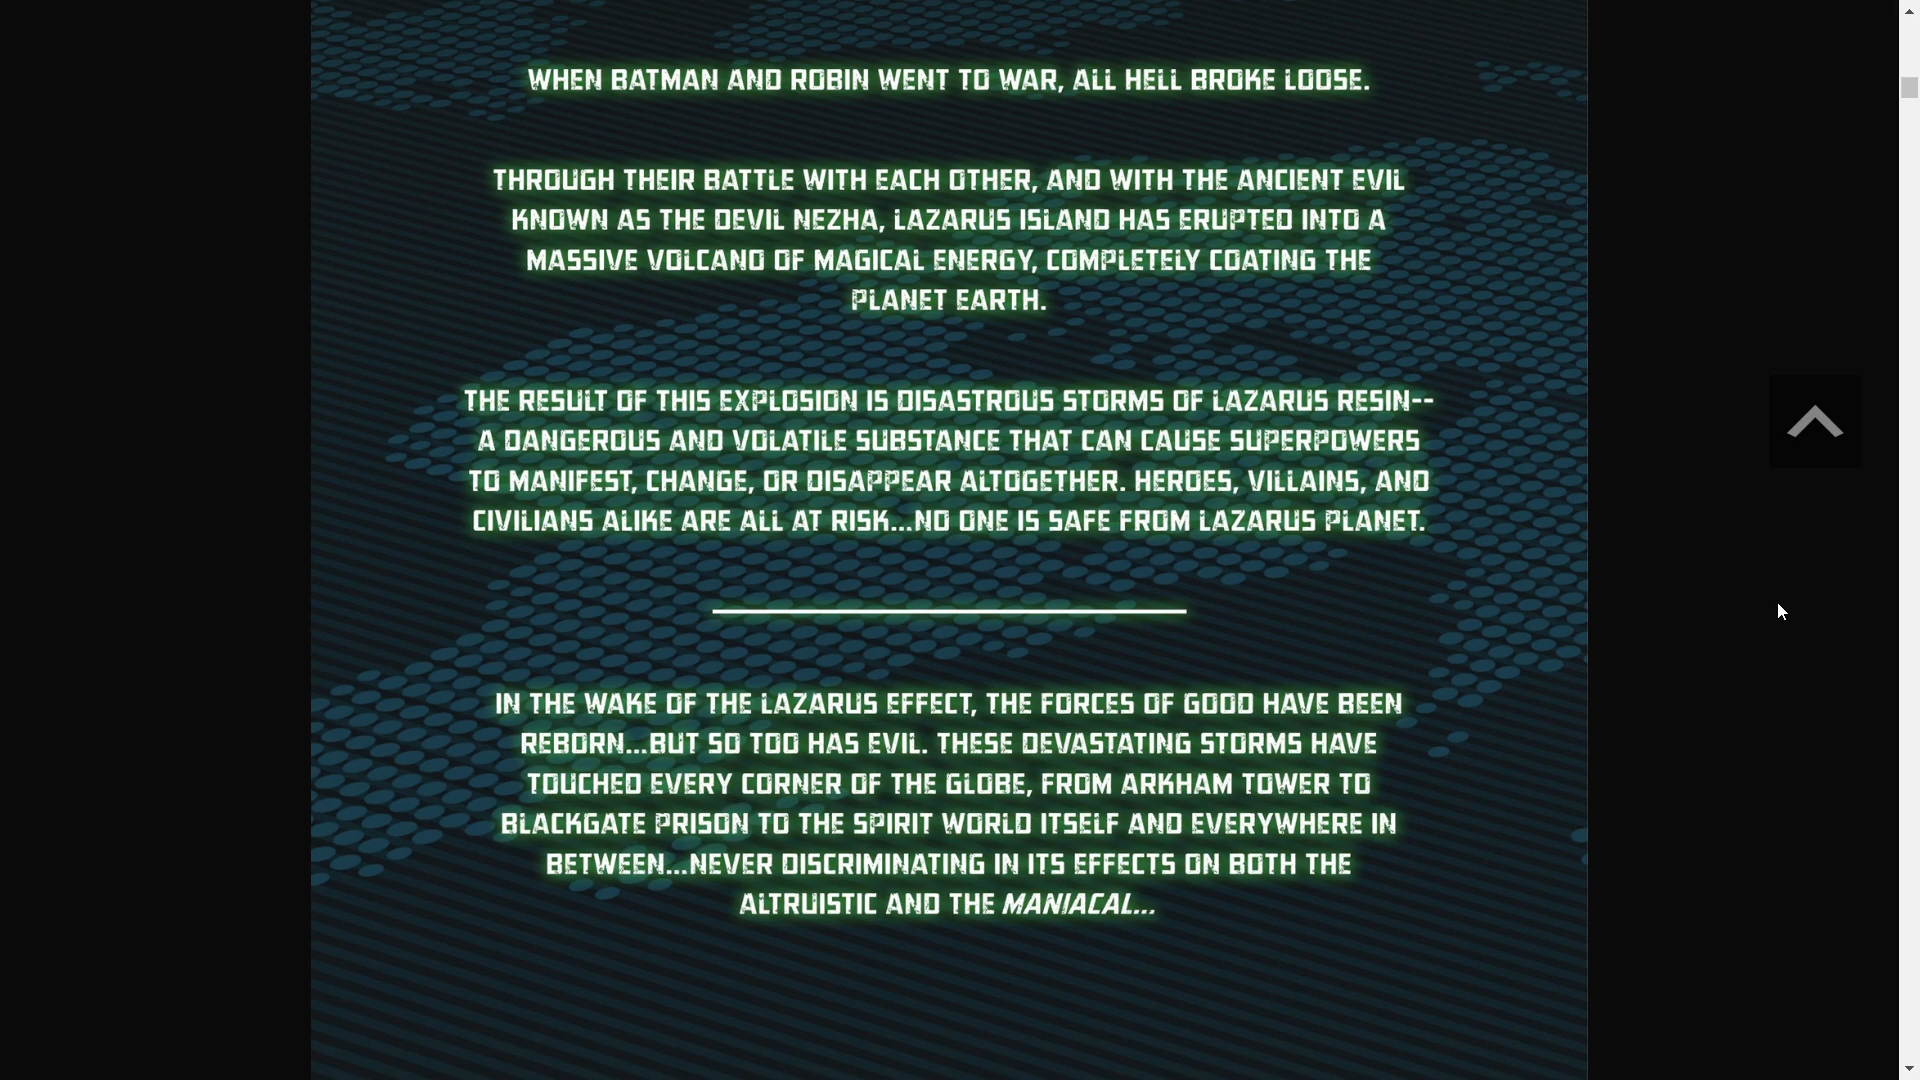 WHEN BATMAN AND ROBIN WENT TO WAR, ALL HELL BROKE LOOSE.
THROUGH THEIR BATTLE WITH EACH OTHER, AND WITH THE ANCIENT EVIL
KNOWN AS THE DEVIL NEZHA, LAZARUS ISLAND HAS ERUPTED INTO A
MASSIVE VOLCANO OF MAGICAL ENERGY, COMPLETELY COATING THE
PLANET EARTH.
THE RESULT OF THIS EXPLOSION IS DISASTROUS STORMS OF LAZARUS RESIN--
A DANGEROUS AND VOLATILE SUBSTANCE THAT CAN CAUSE SUPERPOWERS
TO MANIFEST, CHANGE, OR DISAPPEAR ALTOGETHER. HEROES, VILLAINS, AND
CIVILIANS ALIKE ARE ALL AT RISK...NO ONE IS SAFE FROM LAZARUS PLANET.
IN THE WAKE OF THE LAZARUS EFFECT, THE FORCES OF GOOD HAVE BEEN
REBORN...BUT SO TOO HAS EVIL. THESE DEVASTATING STORMS HAVE
TOUCHED EVERY CORNER OF THE GLOBE, FROM ARKHAM TOWER TO
BLACKGATE PRISON TO THE SPIRIT WORLD ITSELF AND EVERYWHERE IN
BETWEEN...NEVER DISCRIMINATING IN ITS EFFECTS ON BOTH THE
ALTRUISTIC AND THE MANIACAL...